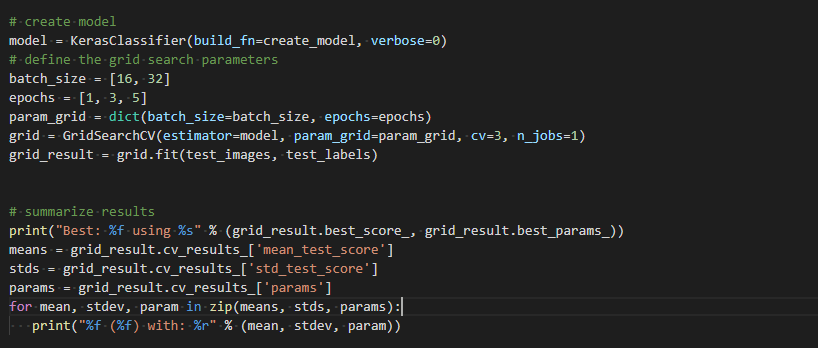 # create model
model = KerasClassifier(build_fn=create_model, verbose=0)
# define the grid search parameters
batch_size = [16, 32]
epochs = [1, 3, 5]
param_grid = dict(batch_size=batch_size, epochs=epochs)
grid = GridSearchCV(estimator=model, param_grid=param_grid, cv=3, n_jobs=1)
grid_result = grid.fit(test_images, test_labels)
# summarize results
print("Best: %f using %s" % (grid_result.best_score_, grid_result.best_params_))
means = grid_result.cv_results_['mean_test_score']
stds = grid_result.cv_results_['std_test_score']
params = grid_result.cv_results_['params']
for mean, stdev, param in zip(means, stds, params):
   print("%f (%f) with: %r" % (mean, stdev, param))